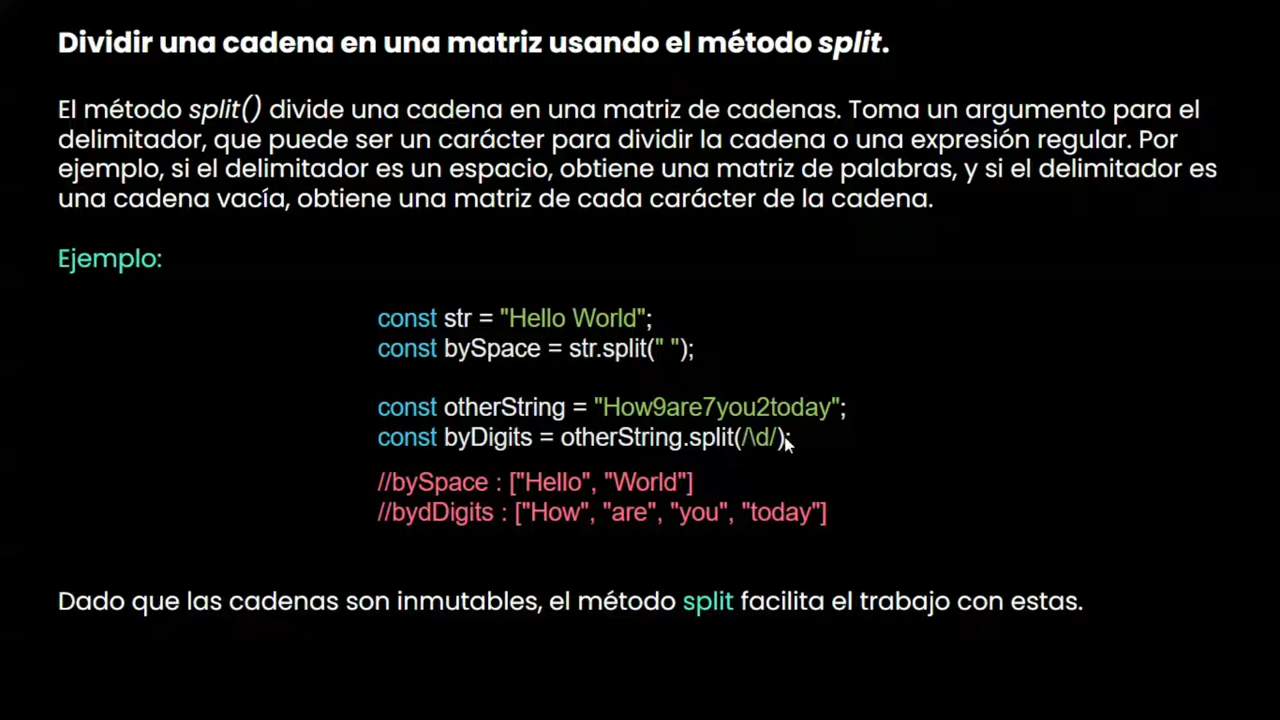 Dividir una cadena en una matriz usando el método split.
El método split() divide una cadena en una matriz de cadenas. Toma un argumento para el
delimitador, que puede ser un carácter para dividir la cadena o una expresión regular. Por
ejemplo, si el delimitador es un espacio, obtiene una matriz de palabras, y si el delimitador es
una cadena vacía, obtiene una matriz de cada carácter de la cadena.
Ejemplo:
const str = "Hello World";
const bySpace = str.split(" ");
const otherString = "How9are7you2today";
const byDigits = otherString.split(/\d/);
//bySpace : ["Hello", "World"]
//bydDigits : ["How", "are", "you", "today"]
Dado que las cadenas son inmutables, el método split facilita el trabajo con estas.